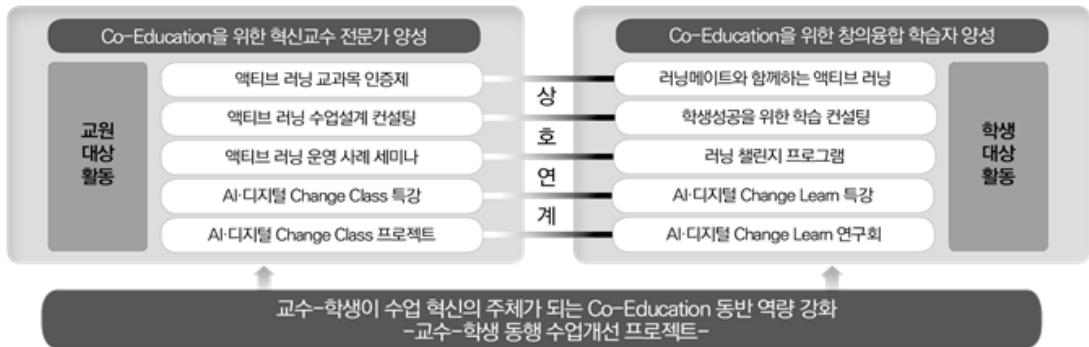 Co-Education을 위한 혁신교수 전문가 양성
교원
대상
활동
액티브 러닝 교과목 인증제
액티브 러닝 수업설계 컨설팅
액티브 러닝 운영 사례 세미나
AI·디지털 Change Class 특강
AI·디지털 Change Class 프로젝트
상
호
연
계
Co-Education을 위한 창의융합 학습자 양성
러닝메이트와 함께하는 액티브 러닝
학생성공을 위한 학습 컨설팅
러닝 챌린지 프로그램
AI·디지털 Change Learn 특강
AI·디지털 Change Learn 연구회
학생
대상
활동
교수-학생이 수업 혁신의 주체가 되는 Co-Education 동반 역량 강화
-교수-학생 동행 수업개선 프로젝트-